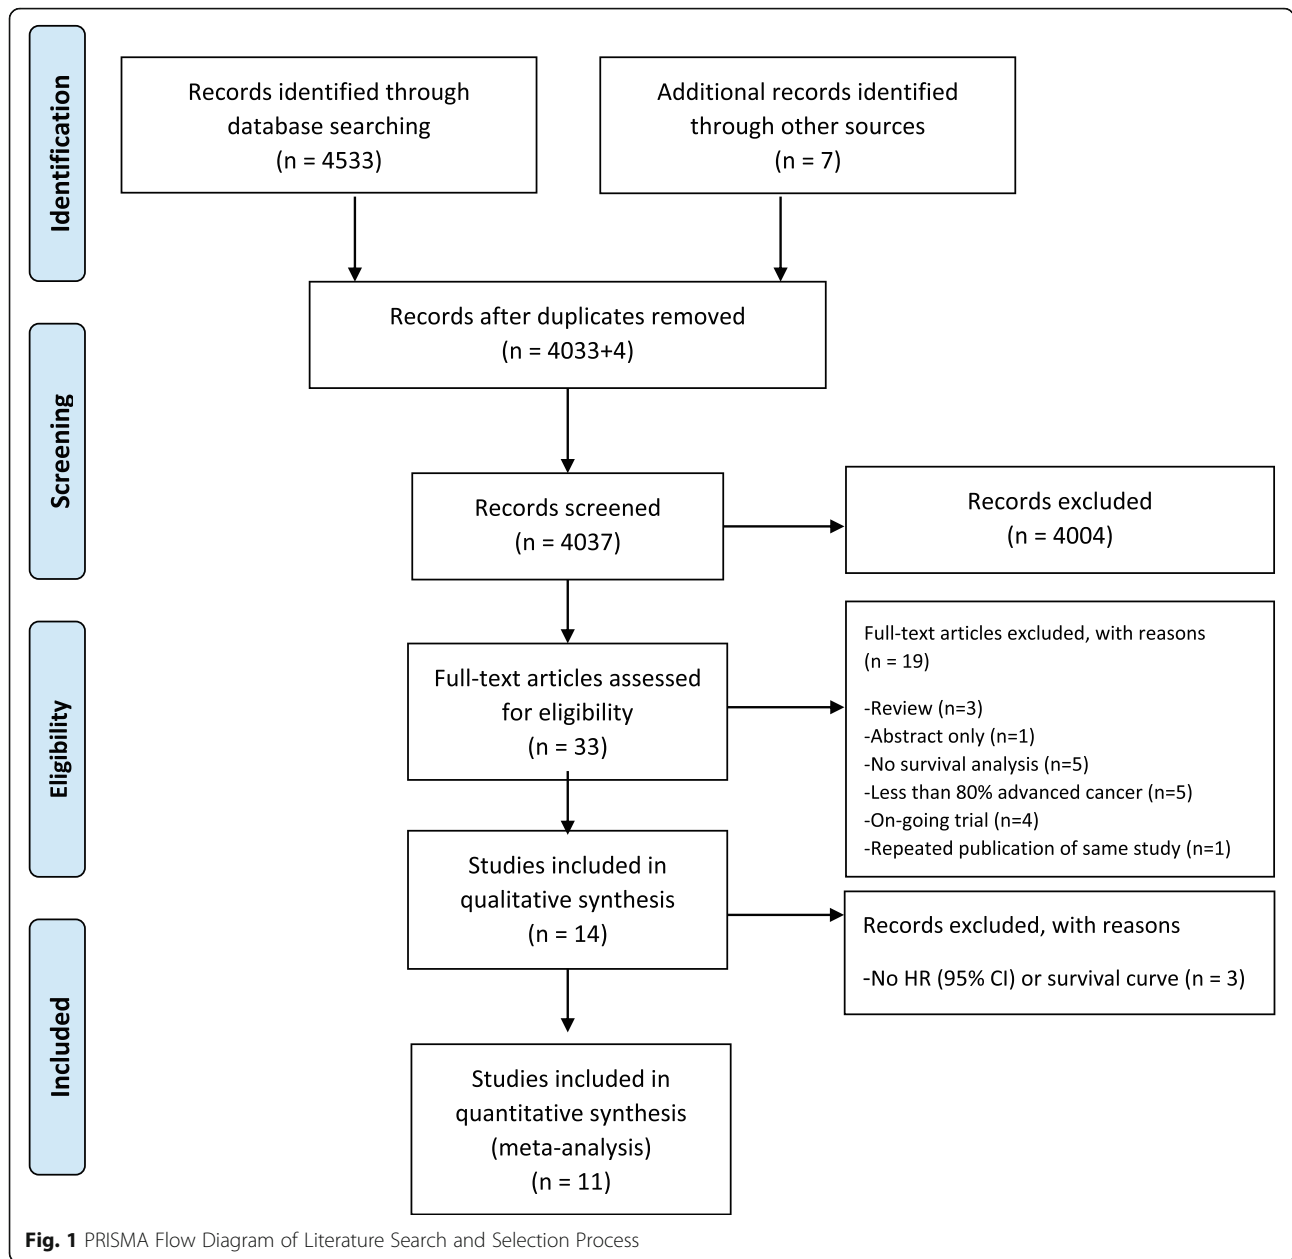 Identification
Records identified through
database searching
(n = 4533)
Additional records identified
through other sources
(n = 7)
Records after duplicates removed
(n = 4033+4)
Screening
Records screened
(n = 4037)
Records excluded
(n = 4004)
Eligibility
Full-text articles assessed
for eligibility
(n = 33)
Full-text articles excluded, with reasons
(n = 19)
-Review (n=3)
-Abstract only (n=1)
-No survival analysis (n=5)
-Less than 80% advanced cancer (n=5)
-On-going trial (n=4)
-Repeated publication of same study (n=1)
Studies included in
qualitative synthesis
(n = 14)
Records excluded, with reasons
-No HR (95% CI) or survival curve (n = 3)
Included
Studies included in
quantitative synthesis
(meta-analysis)
(n = 11)
Fig. 1 PRISMA Flow Diagram of Literature Search and Selection Process